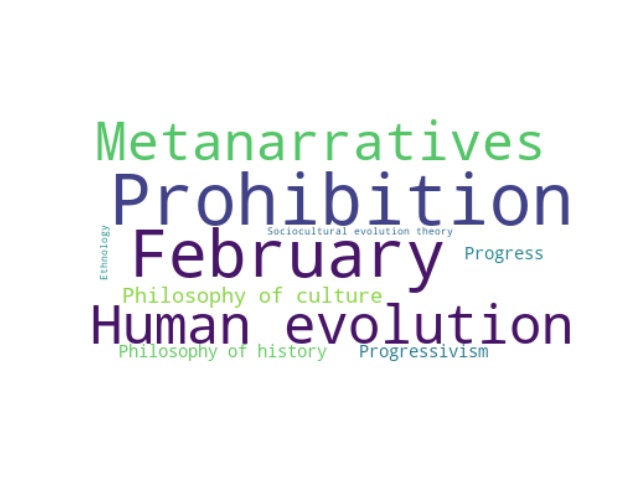 Metanarratives
Prohibition
Ethnology
Sociocultural evolution theory
February
Progress
Philosophy of culture
Human evolution
Philosophy of history
Progressivism